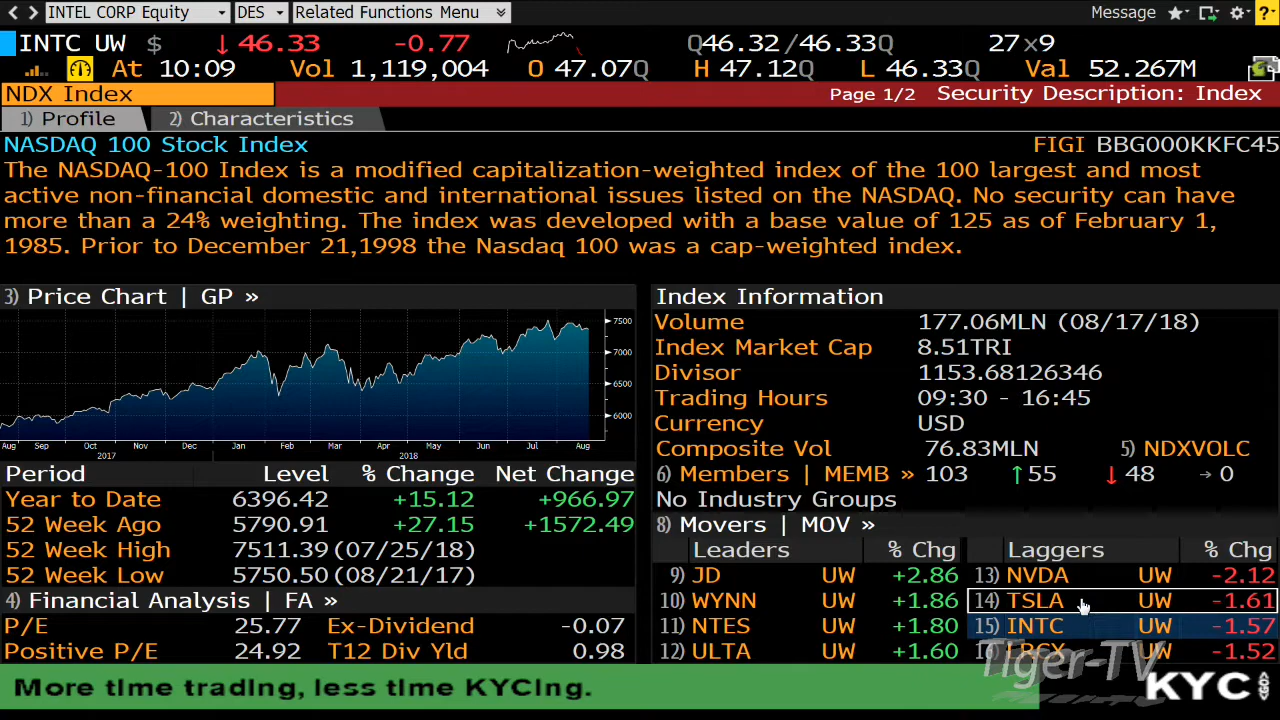 INTEL CORP Equity DES Related Functions Menu Message
INTC UW $ ↓46.33 -0.77 Q46.32/46.33Q 27x9
At 10:09 Vol 1,119,004 O 47.07Q H 47.12Q L 46.33Q Val 52.267M
NDX Index Page 1/2 Security Description: Index
1) Profile 2) Characteristics
NASDAQ 100 Stock Index FIGI BBG000KKFC45
The NASDAQ-100 Index is a modified capitalization-weighted index of the 100 largest and most
active non-financial domestic and international issues listed on the NASDAQ. No security can have
more than a 24% weighting. The index was developed with a base value of 125 as of February 1,
1985. Prior to December 21,1998 the Nasdaq 100 was a cap-weighted index.
3) Price Chart | GP »
7500
7000
6500
6000
Aug Sep Oct Nov Dec Jan Feb Mar Apr May Jun Jul Aug
2017 2018
Period Level % Change Net Change
Year to Date 6396.42 +15.12 +966.97
52 Week Ago 5790.91 +27.15 +1572.49
52 Week High 7511.39 (07/25/18)
52 Week Low 5750.50 (08/21/17)
4) Financial Analysis | FA »
P/E 25.77 Ex-Dividend -0.07
Positive P/E 24.92 T12 Div Yld 0.98
Index Information
Volume 177.06MLN (08/17/18)
Index Market Cap 8.51TRI
Divisor 1153.68126346
Trading Hours 09:30 - 16:45
Currency USD
Composite Vol 76.83MLN 5) NDXVOLC
6) Members | MEMB » 103 ↑55 ↓48 →0
No Industry Groups
8) Movers | MOV »
Leaders % Chg Laggers % Chg
9) JD UW +2.86 13) NVDA UW -2.12
10) WYNN UW +1.86 14) TSLA UW -1.61
11) NTES UW +1.80 15) INTC UW -1.57
12) ULTA UW +1.60 16) LRCX UW -1.52
Tiger-TV
More time trading, less time KYCing.
KYC